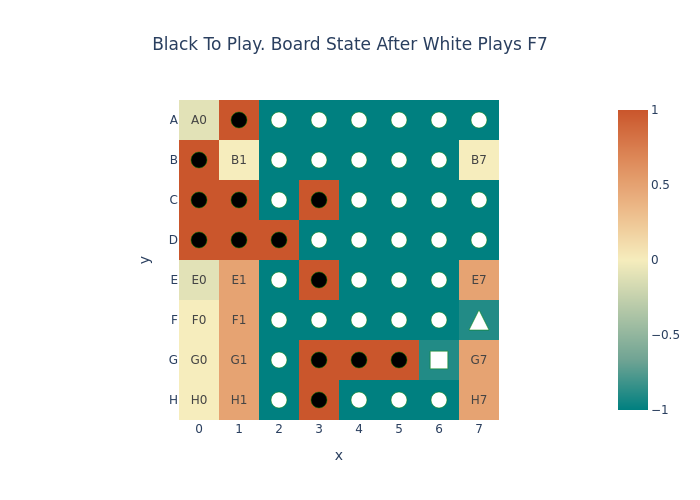 Black To Play. Board State After White Plays F7
A A0
B B1 B7
C
D
E E0 E1 E7
F F0 F1
G G0 G1 G7
H H0 H1 H7
0 1 2 3 4 5 6 7
x
y
1
0.5
0
−0.5
−1